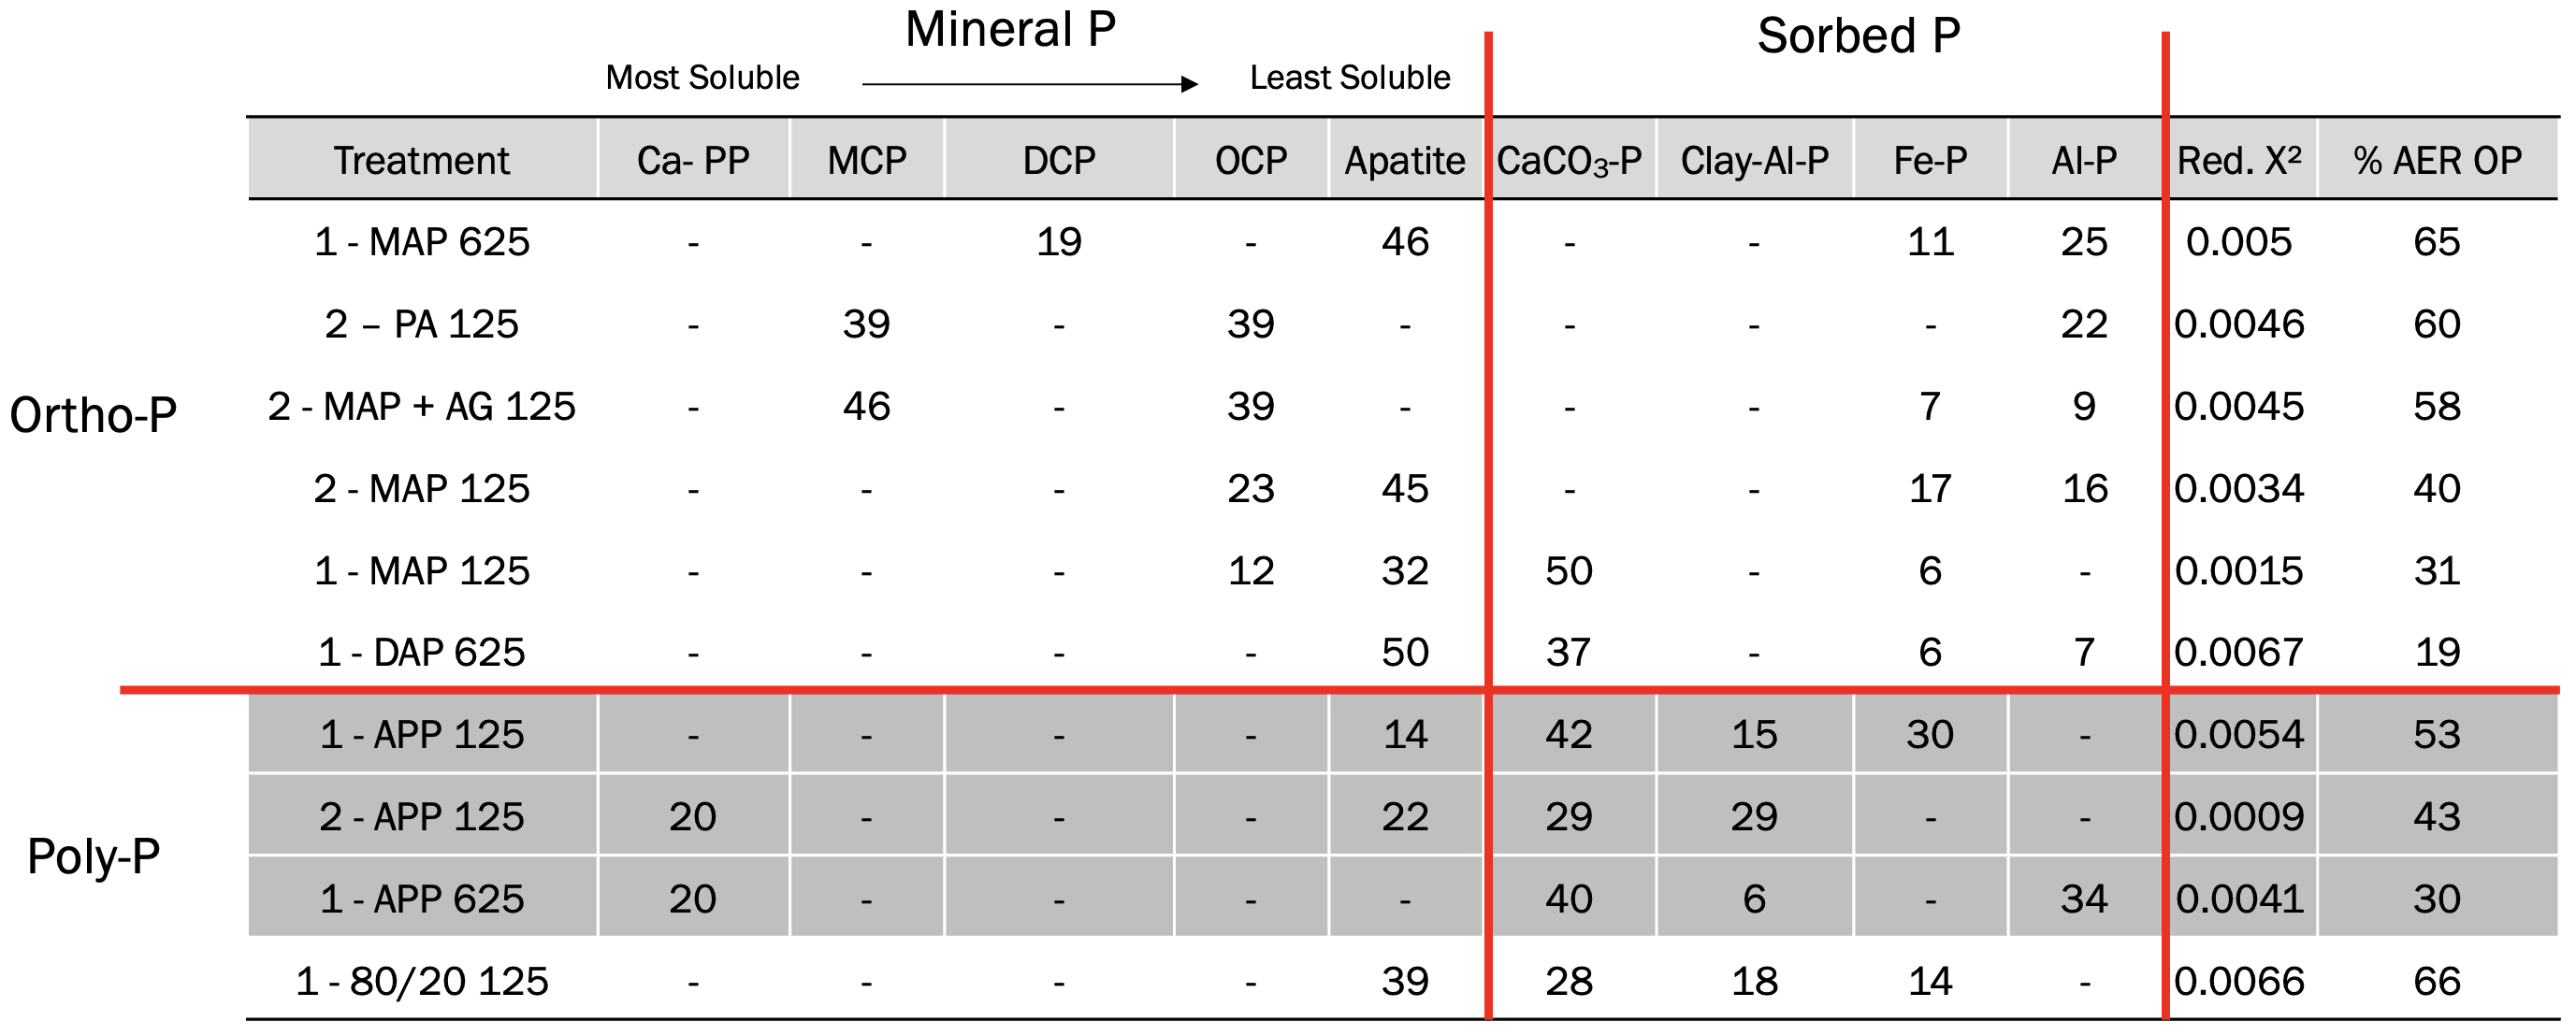 Mineral P Sorbed P
Most Soluble Least Soluble
Treatment Ca- PP MCP DCP OCP Apatite CaCO₃-P Clay-Al-P Fe-P Al-P Red. X² % AER OP
1 - MAP 625 - - 19 - 46 - - 11 25 0.005 65
2 – PA 125 - 39 - 39 - - - - 22 0.0046 60
Ortho-P
2 - MAP + AG 125 - 46 - 39 - - - 7 9 0.0045 58
2 - MAP 125 - - - 23 45 - - 17 16 0.0034 40
1 - MAP 125 - - - 12 32 50 - 6 - 0.0015 31
1 - DAP 625 - - - - 50 37 - 6 7 0.0067 19
1 - APP 125 - - - - 14 42 15 30 - 0.0054 53
2 - APP 125 20 - - - 22 29 29 - - 0.0009 43
Poly-P
1 - APP 625 20 - - - - 40 6 - 34 0.0041 30
1 - 80/20 125 - - - - 39 28 18 14 - 0.0066 66